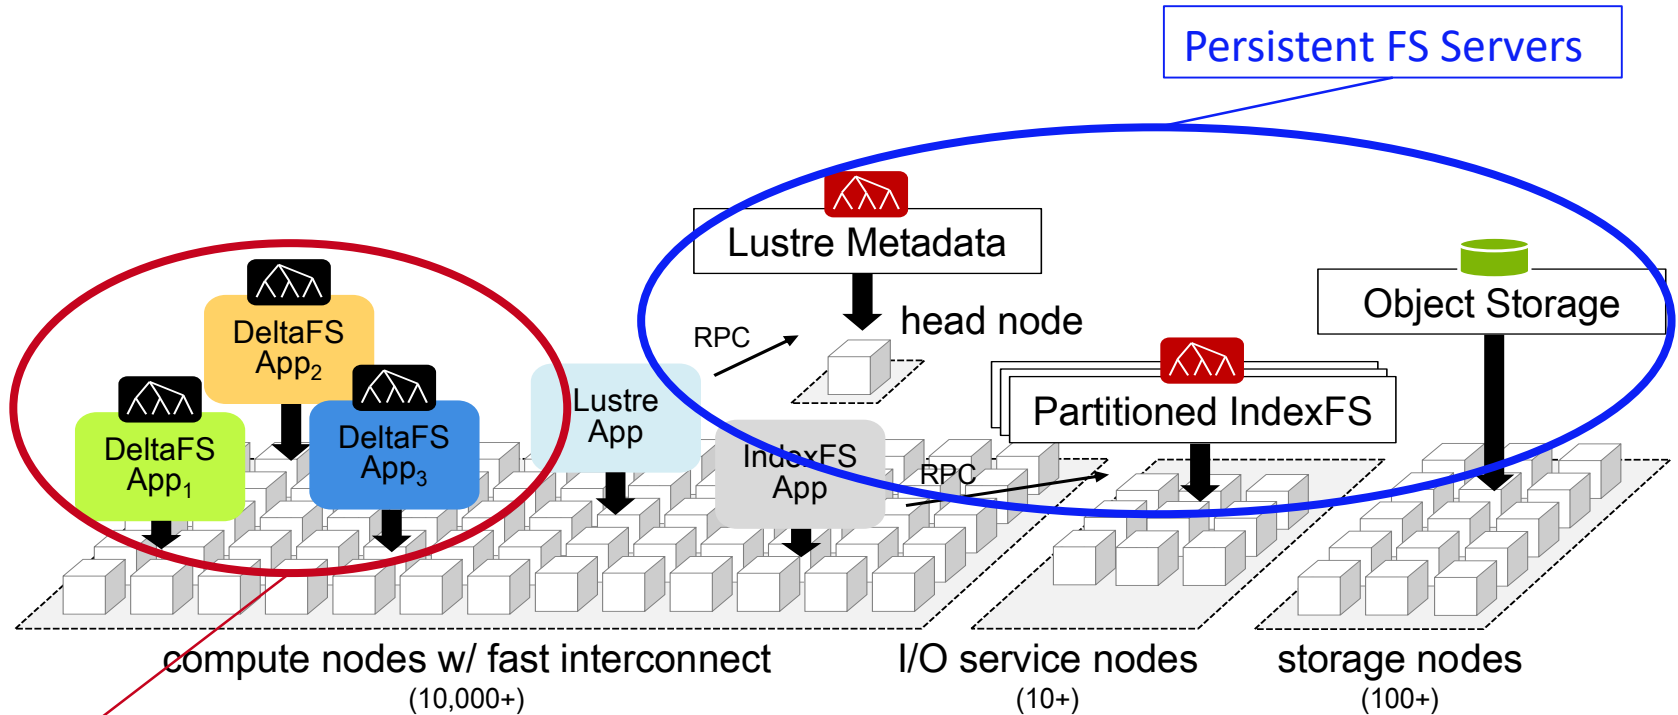 Persistent FS Servers
Lustre Metadata
Object Storage
head node
RPC
DeltaFS
App2
Lustre
App
Partitioned IndexFS
DeltaFS
App1
DeltaFS
App3
IndexFS
App
RPC
compute nodes w/ fast interconnect
(10,000+)
I/O service nodes
(10+)
storage nodes
(100+)